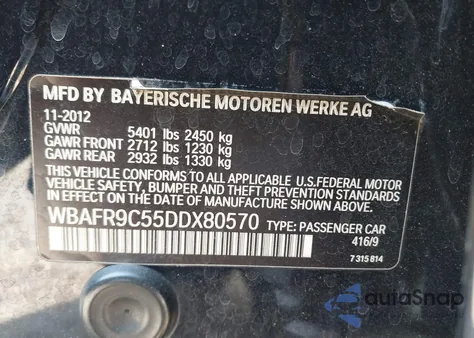 MFD BY BAYERISCHE MOTOREN WERKE AG
11-2012
GVWR 5401 lbs 2450 kg
GAWR FRONT 2712 lbs 1230 kg
GAWR REAR 2932 lbs 1330 kg
THIS VEHICLE CONFORMS TO ALL APPLICABLE U.S.FEDERAL MOTOR
VEHICLE SAFETY, BUMPER AND THEFT PREVENTION STANDARDS
IN EFFECT ON THE DATE OF MANUFACTURE SHOWN ABOVE.
WBAFR9C55DDX80570 TYPE: PASSENGER CAR
416/9
7 315 814
autoSnap